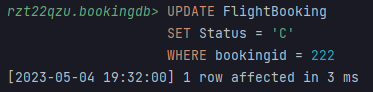 rzt22qzu.bookingdb> UPDATE FlightBooking
SET Status = 'C'
WHERE bookingid = 222
[2023-05-04 19:32:00] 1 row affected in 3 ms